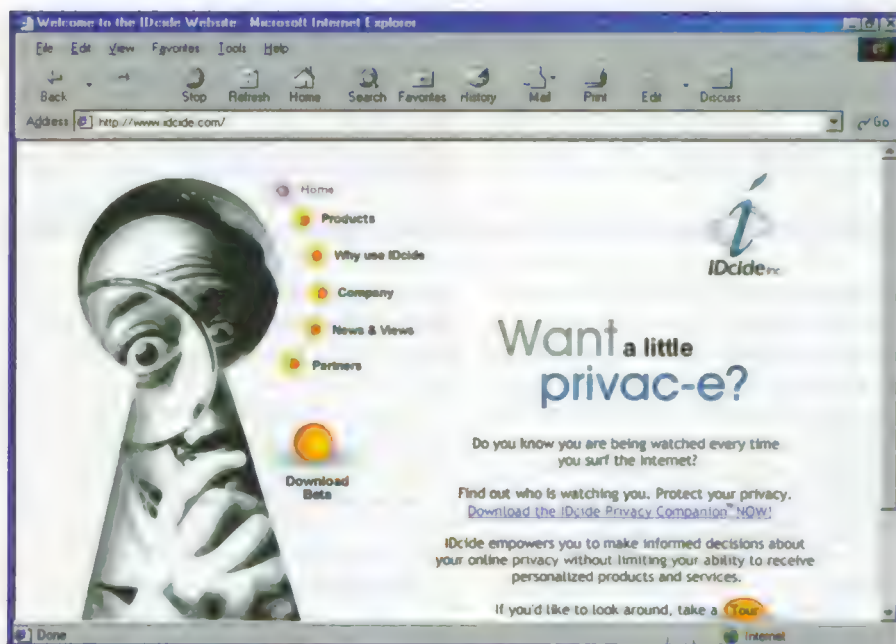 Welcome to the IDcide Website - Microsoft Internet Explorer
File Edit View Favorites Tools Help
Back Stop Refresh Home Search Favorites History Mail Print Edit Discuss
Address http://www.idcide.com/ Go
Home
Products
Why use IDcide
Company
News & Views
Partners
Download
Beta
i
IDcide inc.
Want a little
privac-e?
Do you know you are being watched every time
you surf the Internet?
Find out who is watching you. Protect your privacy.
Download the IDcide Privacy Companion™ NOW!
IDcide empowers you to make informed decisions about
your online privacy without limiting your ability to receive
personalized products and services.
If you'd like to look around, take a Tour
Done Internet